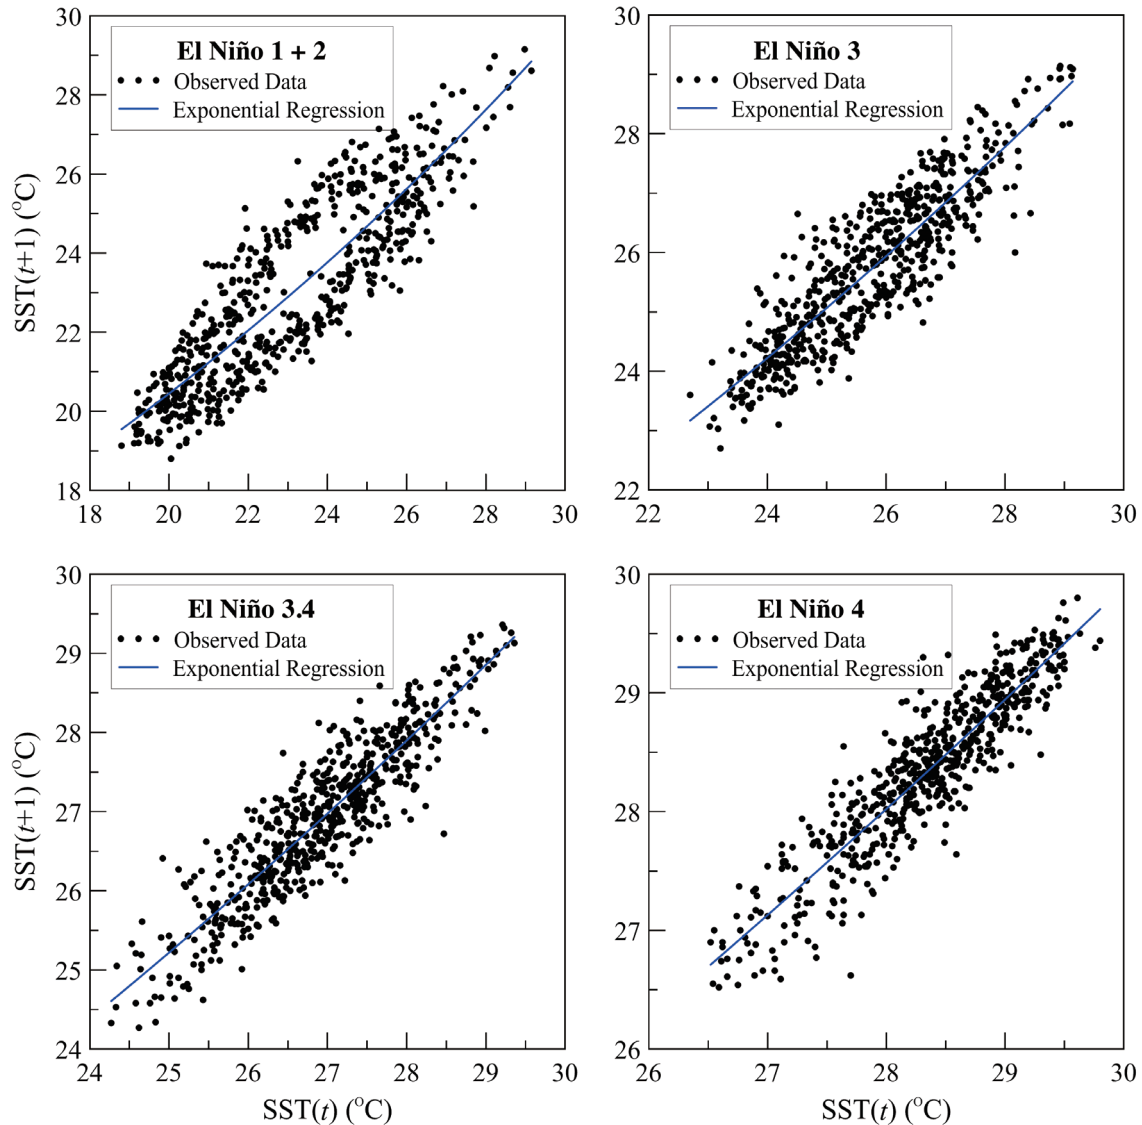 El Niño 1 + 2
Observed Data
Exponential Regression
SST(t+1) (°C)
30
28
26
24
22
20
18
18 20 22 24 26 28 30
El Niño 3
Observed Data
Exponential Regression
30
28
26
24
22
22 24 26 28 30
El Niño 3.4
Observed Data
Exponential Regression
SST(t+1) (°C)
30
29
28
27
26
25
24
24 25 26 27 28 29 30
SST(t) (°C)
El Niño 4
Observed Data
Exponential Regression
30
29
28
27
26
26 27 28 29 30
SST(t) (°C)